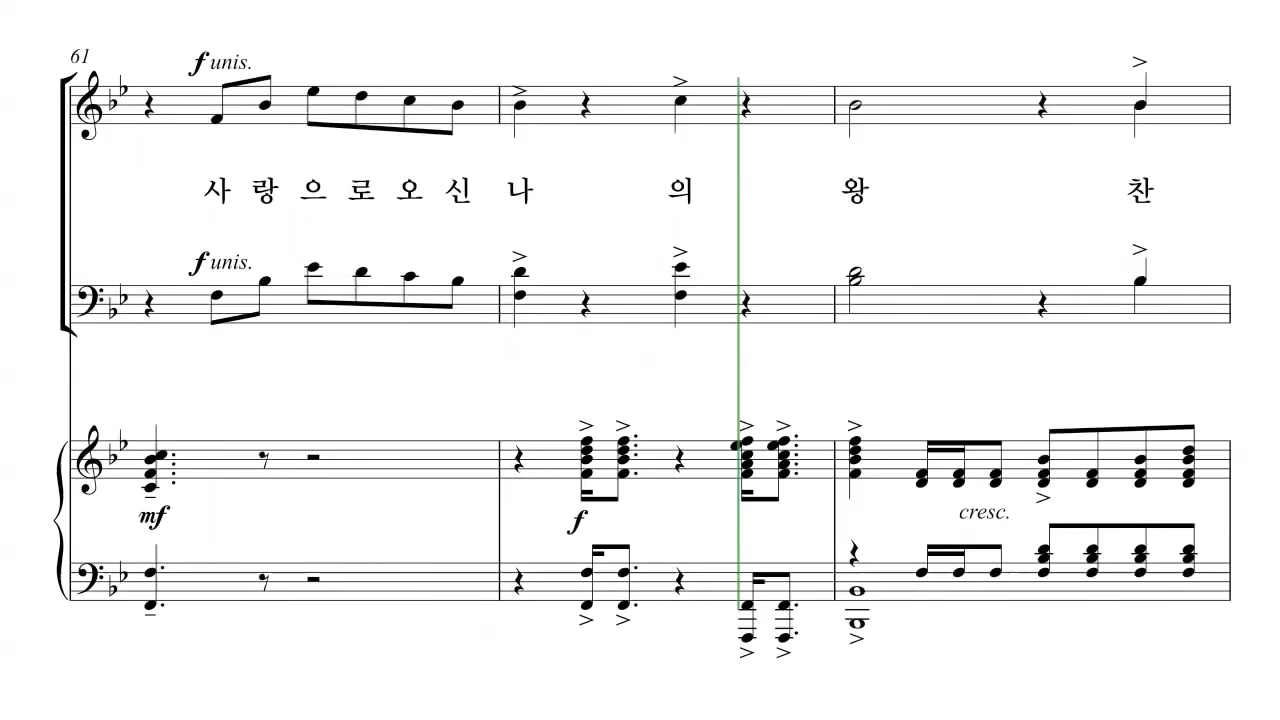 61
f unis.
사 랑 으 로 오 신 나 의 왕 찬
f unis.
mf
f
cresc.